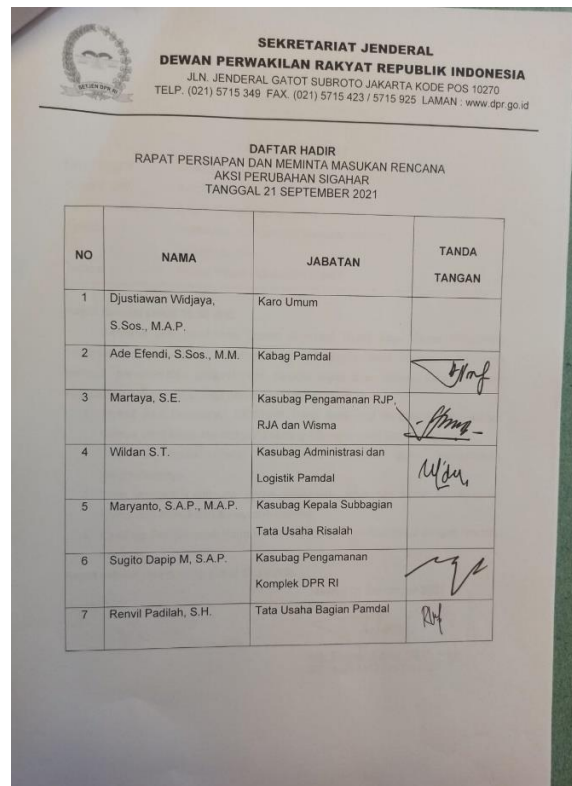 SETJEN DPR RI
SEKRETARIAT JENDERAL
DEWAN PERWAKILAN RAKYAT REPUBLIK INDONESIA
JLN. JENDERAL GATOT SUBROTO JAKARTA KODE POS 10270
TELP. (021) 5715 349 FAX. (021) 5715 423 / 5715 925 LAMAN : www.dpr.go.id
DAFTAR HADIR
RAPAT PERSIAPAN DAN MEMINTA MASUKAN RENCANA
AKSI PERUBAHAN SIGAHAR
TANGGAL 21 SEPTEMBER 2021
NO NAMA JABATAN TANDA TANGAN
1 Djustiawan Widjaya, Karo Umum
S.Sos., M.A.P.
2 Ade Efendi, S.Sos., M.M. Kabag Pamdal
3 Martaya, S.E. Kasubag Pengamanan RJP,
RJA dan Wisma
4 Wildan S.T. Kasubag Administrasi dan
Logistik Pamdal
5 Maryanto, S.A.P., M.A.P. Kasubag Kepala Subbagian
Tata Usaha Risalah
6 Sugito Dapip M, S.A.P. Kasubag Pengamanan
Komplek DPR RI
7 Renvil Padilah, S.H. Tata Usaha Bagian Pamdal